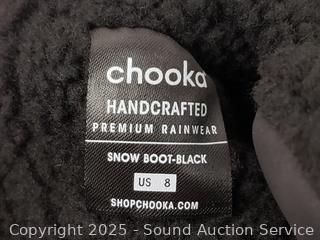 chooka
HANDCRAFTED
PREMIUM RAINWEAR
SNOW BOOT-BLACK
US 8
SHOPCHOOKA.COM
Copyright 2025 - Sound Auction Service